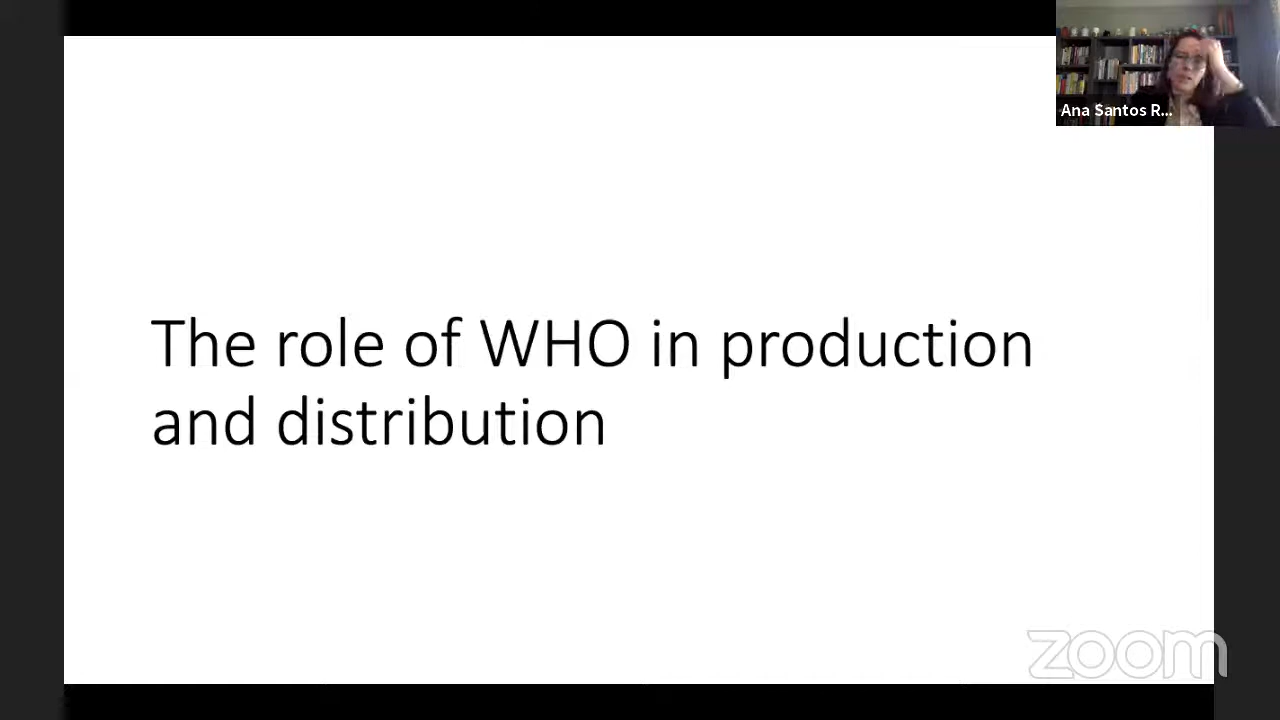 Ana Santos R...
The role of WHO in production
and distribution
zoom